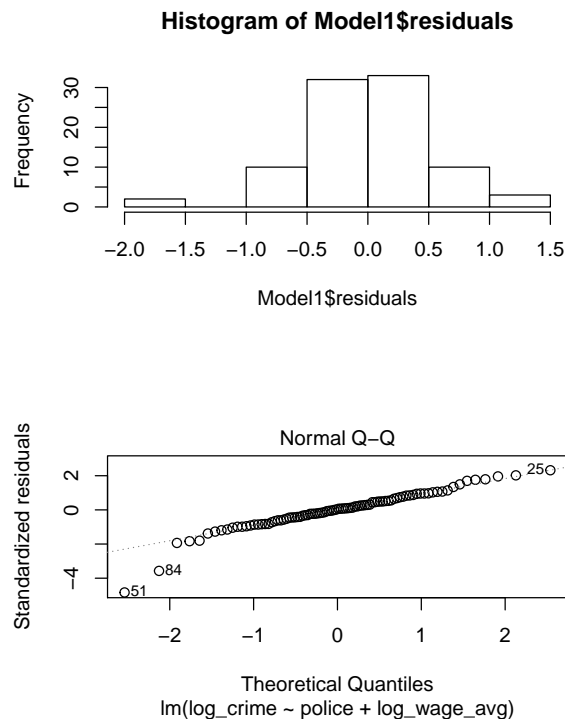 Histogram of Model1$residuals
Frequency
0 10 30
−2.0 −1.5 −1.0 −0.5 0.0 0.5 1.0 1.5
Model1$residuals
Normal Q−Q
Standardized residuals
−4 0 2
25
84
51
−2 −1 0 1 2
Theoretical Quantiles
lm(log_crime ~ police + log_wage_avg)